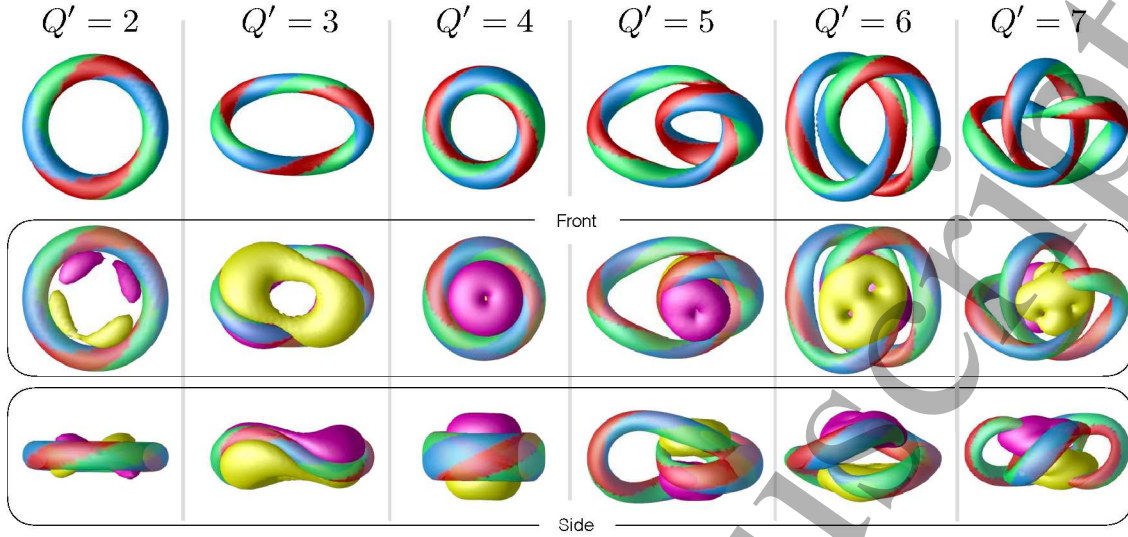 Q′ = 2 Q′ = 3 Q′ = 4 Q′ = 5 Q′ = 6 Q′ = 7
Front
Side